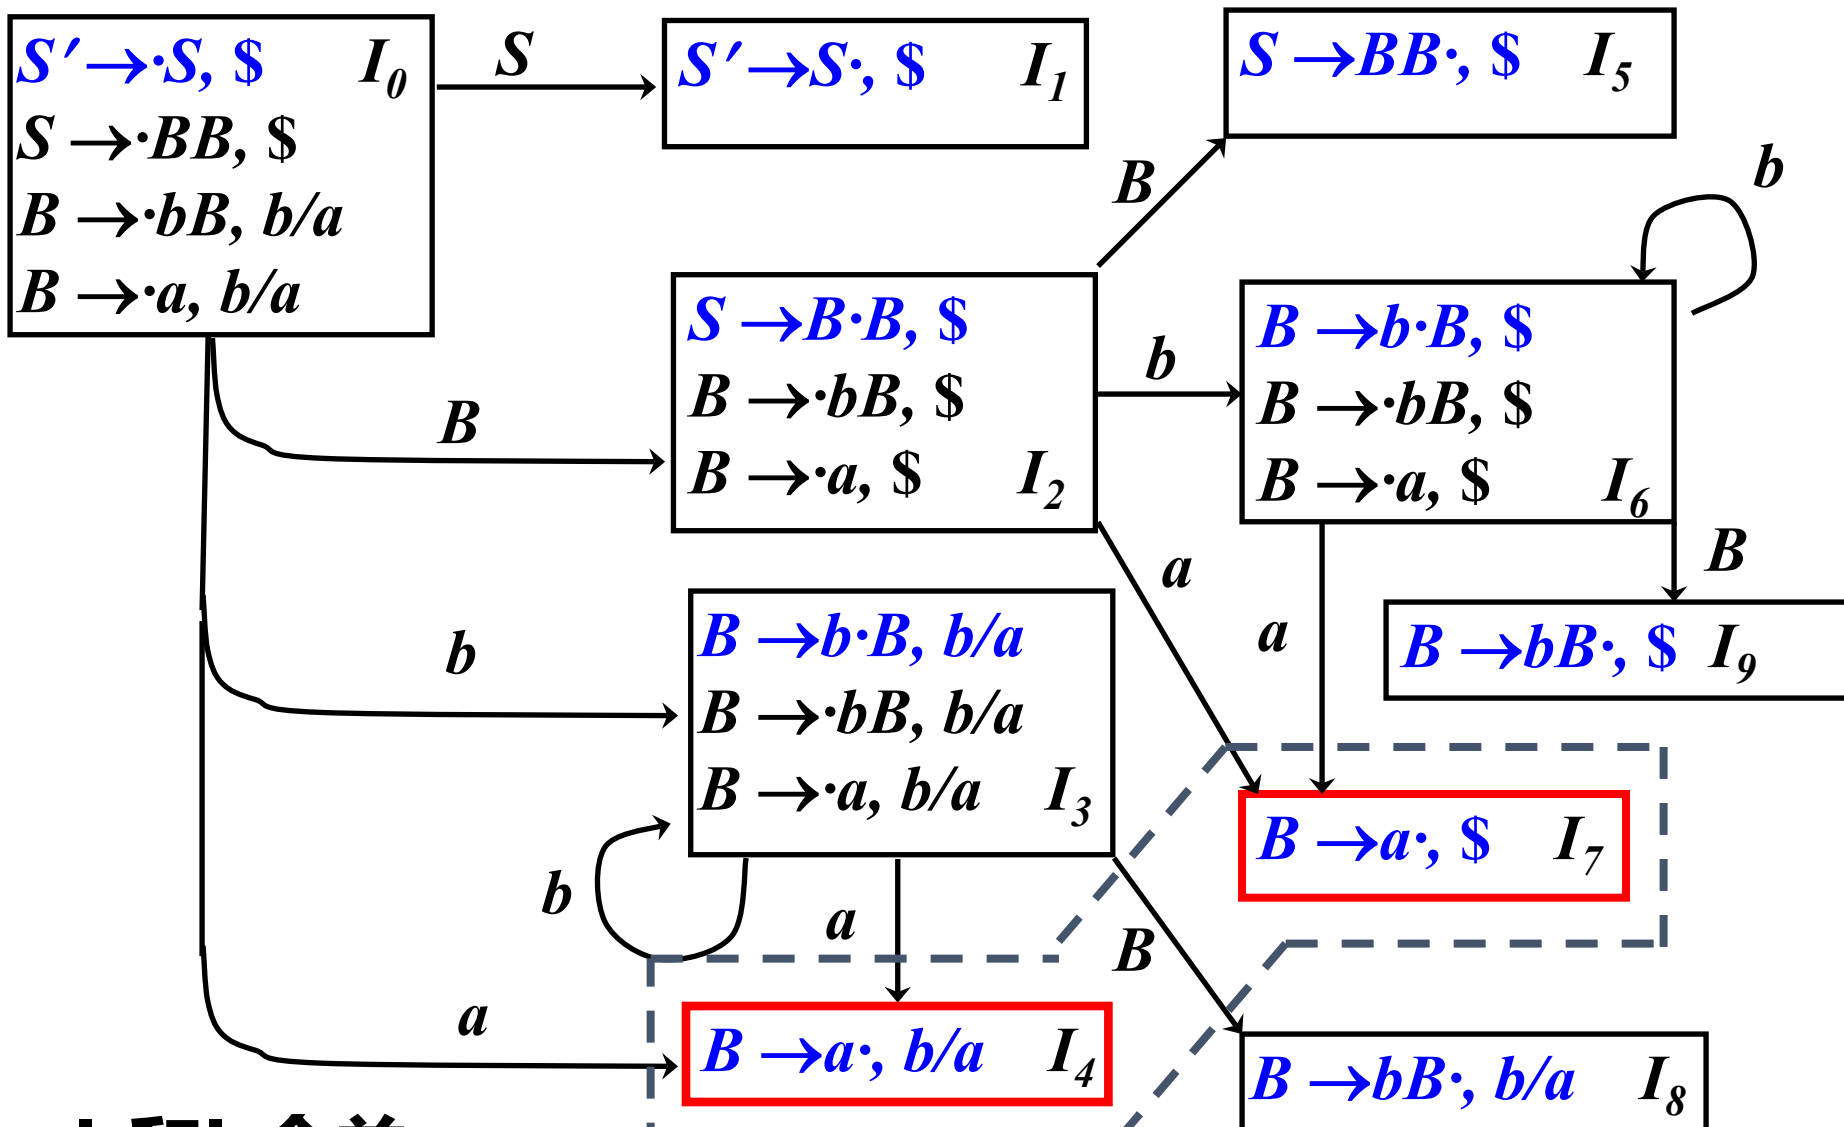 S′→·S, $ I0
S →·BB, $
B →·bB, b/a
B →·a, b/a
S
S′→S·, $ I1
S →BB·, $ I5
B
b
B
S →B·B, $
B →·bB, $
B →·a, $ I2
b
B →b·B, $
B →·bB, $
B →·a, $ I6
a
a
B
B →bB·, $ I9
b
B →b·B, b/a
B →·bB, b/a
B →·a, b/a I3
b
a
B
B →a·, $ I7
a
B →a·, b/a I4
B →bB·, b/a I8